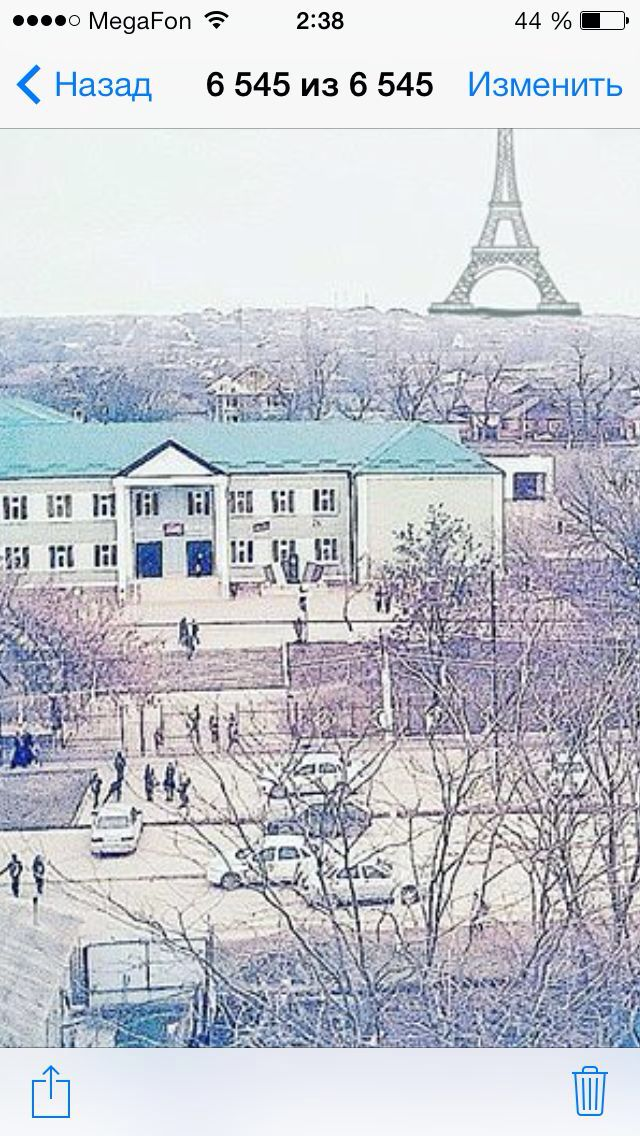 MegaFon 2:38 44 %
Назад 6 545 из 6 545 Изменить